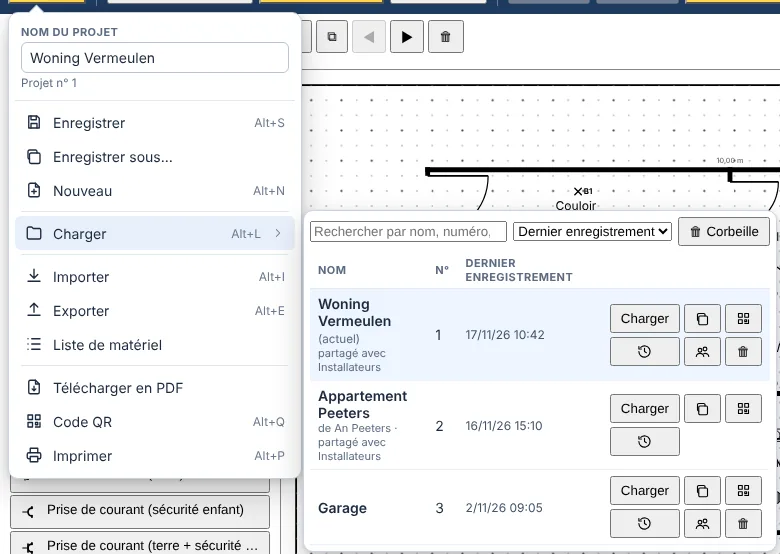 NOM DU PROJET
Woning Vermeulen
Projet n° 1
Enregistrer Alt+S
Enregistrer sous... 
Nouveau Alt+N
Charger Alt+L
Importer Alt+I
Exporter Alt+E
Liste de matériel
Télécharger en PDF
Code QR Alt+Q
Imprimer Alt+P
Prise de courant (sécurité enfant)
Prise de courant (terre + sécurité …
10,00 m
B1
Couloir
Rechercher par nom, numéro,
Dernier enregistrement
Corbeille
NOM N° DERNIER
ENREGISTREMENT
Woning
Vermeulen
(actuel)
partagé avec
Installateurs
1 17/11/26 10:42
Charger
Appartement
Peeters
de An Peeters ·
partagé avec
Installateurs
2 16/11/26 15:10
Charger
Garage 3 2/11/26 09:05
Charger